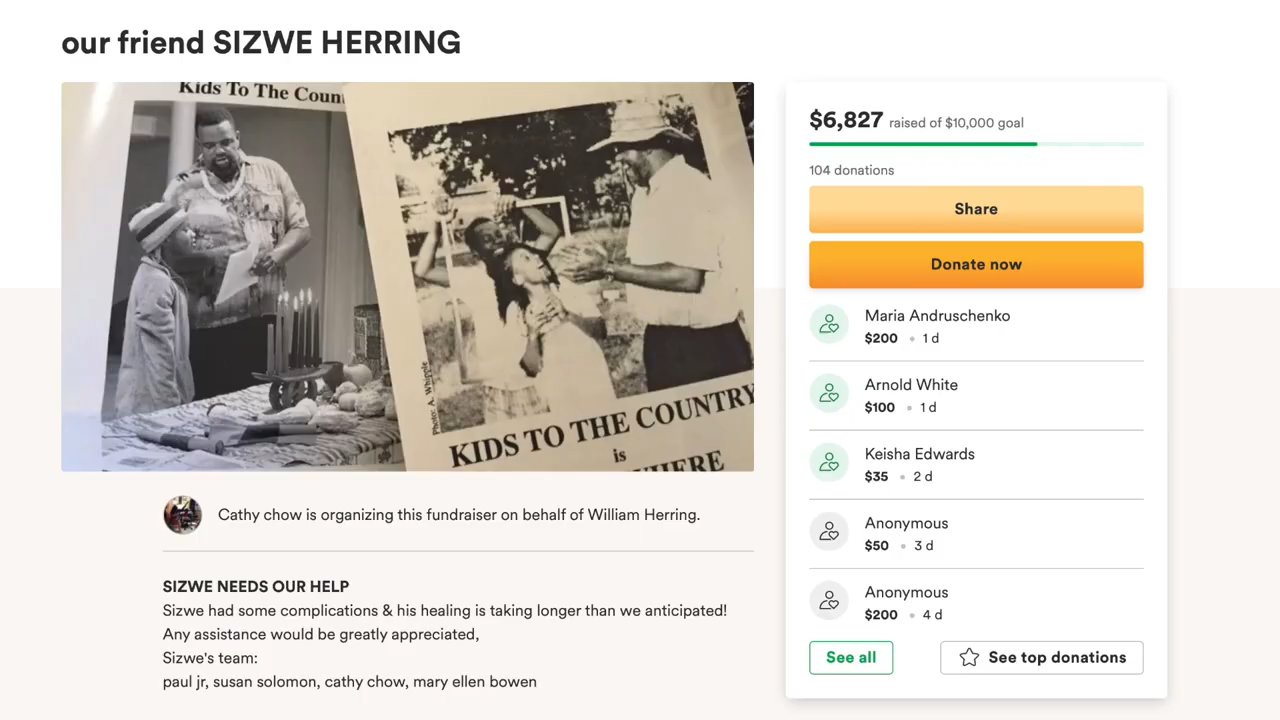 our friend SIZWE HERRING
Kids To The Coun
Photo: A. Whipple
KIDS TO THE COUNTRY
is
WHERE
$6,827 raised of $10,000 goal
104 donations
Share
Donate now
Maria Andruschenko
$200 • 1 d
Arnold White
$100 • 1 d
Keisha Edwards
$35 • 2 d
Anonymous
$50 • 3 d
Anonymous
$200 • 4 d
See all
See top donations
Cathy chow is organizing this fundraiser on behalf of William Herring.
SIZWE NEEDS OUR HELP
Sizwe had some complications & his healing is taking longer than we anticipated!
Any assistance would be greatly appreciated,
Sizwe's team:
paul jr, susan solomon, cathy chow, mary ellen bowen